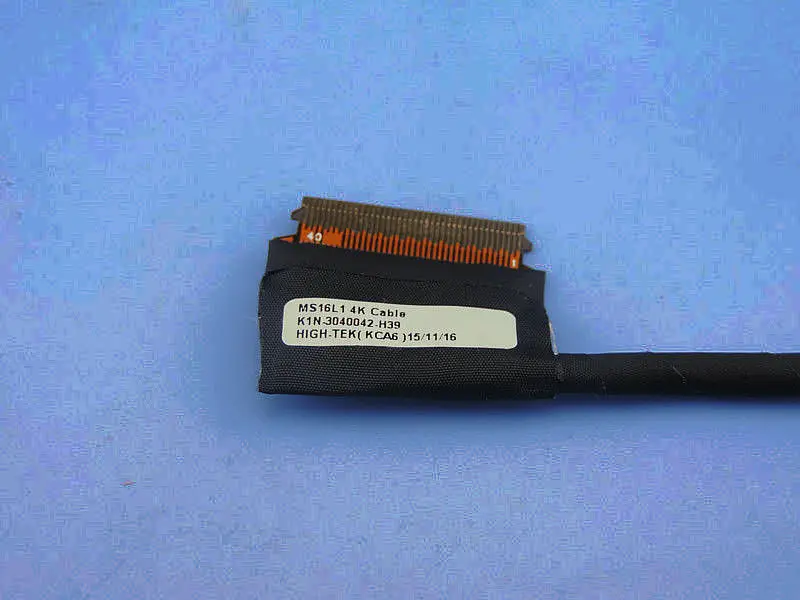 40
1
MS16L1 4K Cable
K1N-3040042-H39
HIGH-TEK( KCA6 )15/11/16